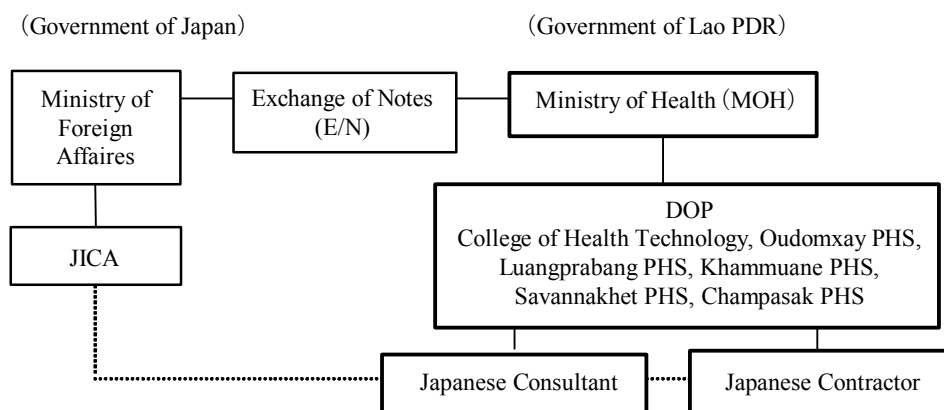 (Government of Japan)
(Government of Lao PDR)
Ministry of
Foreign
Affaires
Exchange of Notes
(E/N)
Ministry of Health (MOH)
JICA
DOP
College of Health Technology, Oudomxay PHS,
Luangprabang PHS, Khammuane PHS,
Savannakhet PHS, Champasak PHS
Japanese Consultant
Japanese Contractor